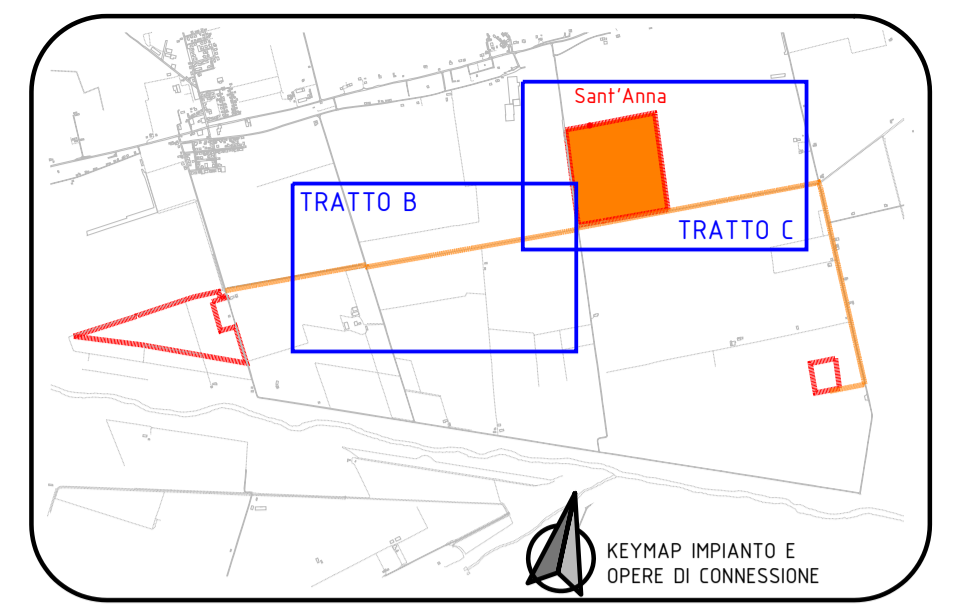 Sant'Anna
TRATTO B
TRATTO C
KEYMAP IMPIANTO E
OPERE DI CONNESSIONE